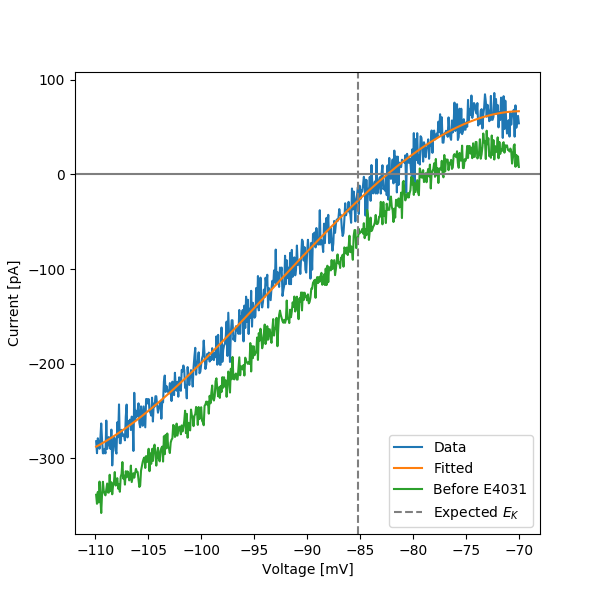 100
0
−100
−200
−300
Current [pA]
−110
−105
−100
−95
−90
−85
−80
−75
−70
Voltage [mV]
Data
Fitted
Before E4031
Expected E_K